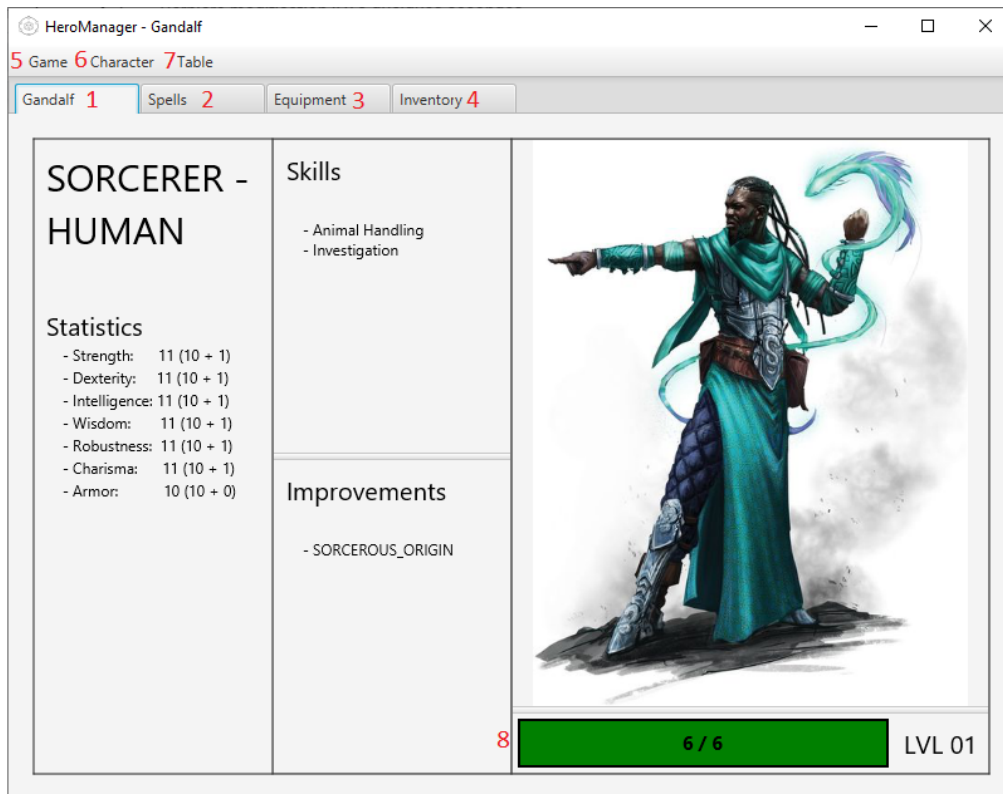 HeroManager - Gandalf
5 Game 6 Character 7 Table
Gandalf 1 Spells 2 Equipment 3 Inventory 4
SORCERER -
HUMAN
Statistics
- Strength: 11 (10 + 1)
- Dexterity: 11 (10 + 1)
- Intelligence: 11 (10 + 1)
- Wisdom: 11 (10 + 1)
- Robustness: 11 (10 + 1)
- Charisma: 11 (10 + 1)
- Armor: 10 (10 + 0)
Skills
- Animal Handling
- Investigation
Improvements
- SORCEROUS_ORIGIN
8 6 / 6 LVL 01